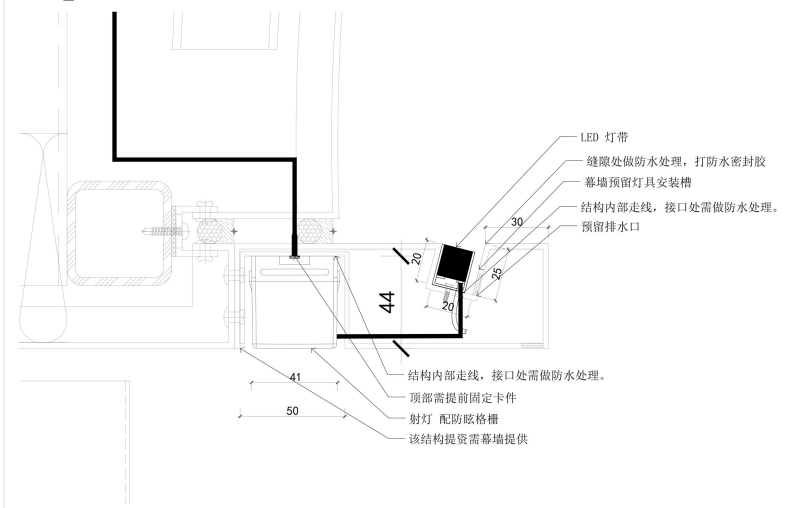 LED 灯带
缝隙处做防水处理，打防水密封胶
幕墙预留灯具安装槽
结构内部走线，接口处需做防水处理。
预留排水口
30
20
25
20
44
结构内部走线，接口处需做防水处理。
41
顶部需提前固定卡件
50
射灯 配防眩格栅
该结构提资需幕墙提供